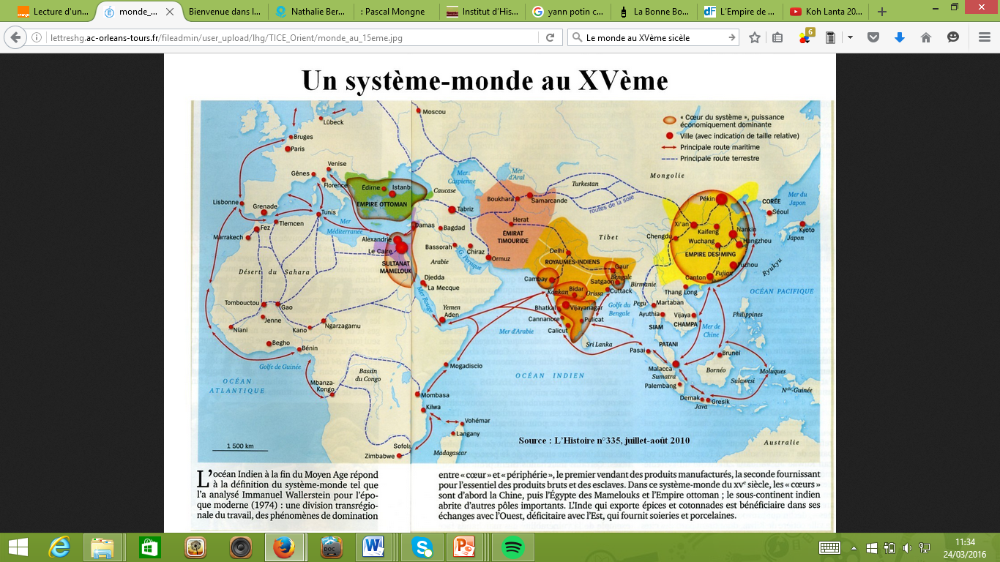 Lecture d'un...
monde_...
Bienvenue dans l...
Nathalie Ber...
: Pascal Mongne
Institut d'His...
yann potin c...
La Bonne Bo...
L'Empire de ...
Koh Lanta 20...
lettreshg.ac-orleans-tours.fr/fileadmin/user_upload/lhg/TICE_Orient/monde_au_15eme.jpg
Le monde au XVème sicèle
6
Un système-monde au XVème
« Cœur du système », puissance
économiquement dominante
Ville (avec indication de taille relative)
Principale route maritime
Principale route terrestre
Moscou
Lübeck
Bruges
Paris
Venise
Gênes
Florence
Lisbonne
Grenade
Tunis
Tlemcen
Fez
Marrakech
Mer
Méditerranée
Édirne
Istanb
EMPIRE OTTOMAN
Caucase
Mer
Caspienne
Mer
d'Aral
Turkestan
Mongolie
Boukhara
Samarcande
routes de la soie
Tabriz
Herat
ÉMIRAT
TIMOURIDE
Damas
Bagdad
Alexandrie
Le Caire
SULTANAT
MAMELOUK
Bassorah
Chiraz
G. Persique
Ormuz
Arabie
Djedda
La Mecque
Mer Rouge
Yemen
Aden
Désert du Sahara
Tombouctou
Gao
Jenne
Niani
Kano
Ngarzagamu
Begho
Bénin
Golfe de Guinée
OCÉAN
ATLANTIQUE
Mbanza-
Kongo
Bassin
du Congo
Mogadiscio
Mombasa
Kilwa
Vohémar
Langany
Madagascar
Sofola
Zimbabwe
1 500 km
Tibet
Delhi
ROYAUMES INDIENS
Cambay
Gaur
Bengale
Satgaon
Cuttack
Konkan
Bidar
Orissa
Bhatkal
Vijayanagar
Cannanore
Pulicat
Calicut
Golfe du
Bengale
Mer d'Arabie
Sri Lanka
OCÉAN INDIEN
Pékin
CORÉE
Séoul
Mer du
Japon
Kyoto
Japon
Xi'an
Kaifeng
Nankin
Chengdu
Wuchang
Hangzhou
EMPIRE DES MING
Fuzhou
Fujian
Canton
Ryukyu
OCÉAN PACIFIQUE
Birmanie
Thang Long
Pegu
Martaban
Ayuthia
Vijaya
SIAM
CHAMPA
Mer de
Chine
Philippines
PATANI
Pasai
Malacca
Sumatra
Palembang
Brunei
Bornéo
Moluques
Sulawesi
Nlle-Guinée
Demak
Gresik
Java
Australie
Source : L'Histoire n°335, juillet-août 2010
L'océan Indien à la fin du Moyen Age répond
à la définition du système-monde tel que
l'a analysé Immanuel Wallerstein pour l'épo-
que moderne (1974) : une division transrégio-
nale du travail, des phénomènes de domination
entre « cœur » et « périphérie », le premier vendant des produits manufacturés, la seconde fournissant
pour l'essentiel des produits bruts et des esclaves. Dans ce système-monde du XVe siècle, les « cœurs »
sont d'abord la Chine, puis l'Égypte des Mamelouks et l'Empire ottoman ; le sous-continent indien
abrite d'autres pôles importants. L'Inde qui exporte épices et cotonnades est bénéficiaire dans ses
échanges avec l'Ouest, déficitaire avec l'Est, qui fournit soieries et porcelaines.
DOC
11:34
24/03/2016